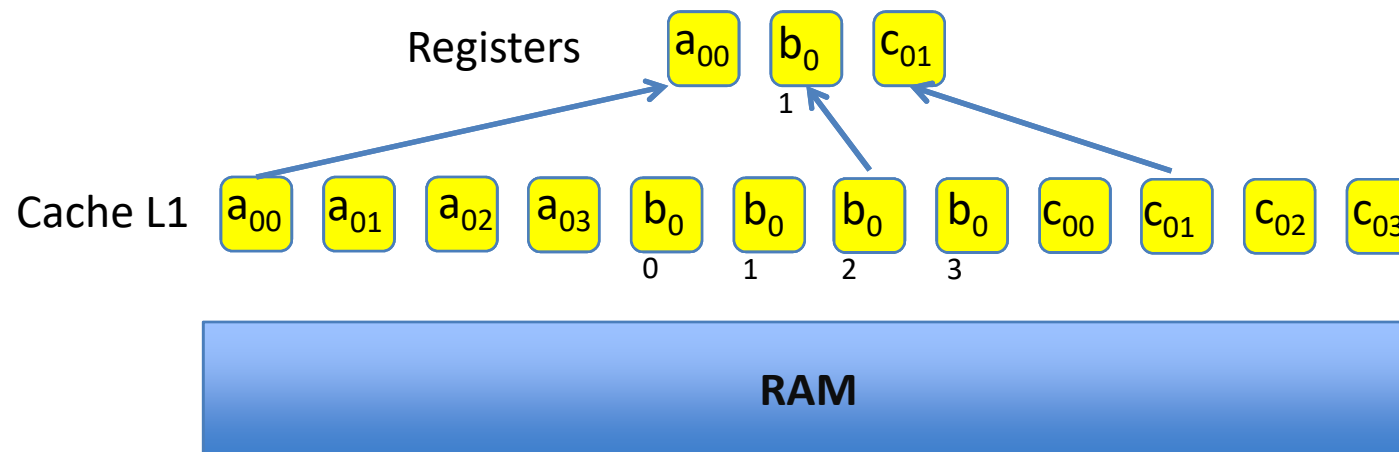 Registers a₀₀ b₀ c₀₁
1
Cache L1 a₀₀ a₀₁ a₀₂ a₀₃ b₀ b₀ b₀ b₀ c₀₀ c₀₁ c₀₂ c₀₃
0 1 2 3
RAM